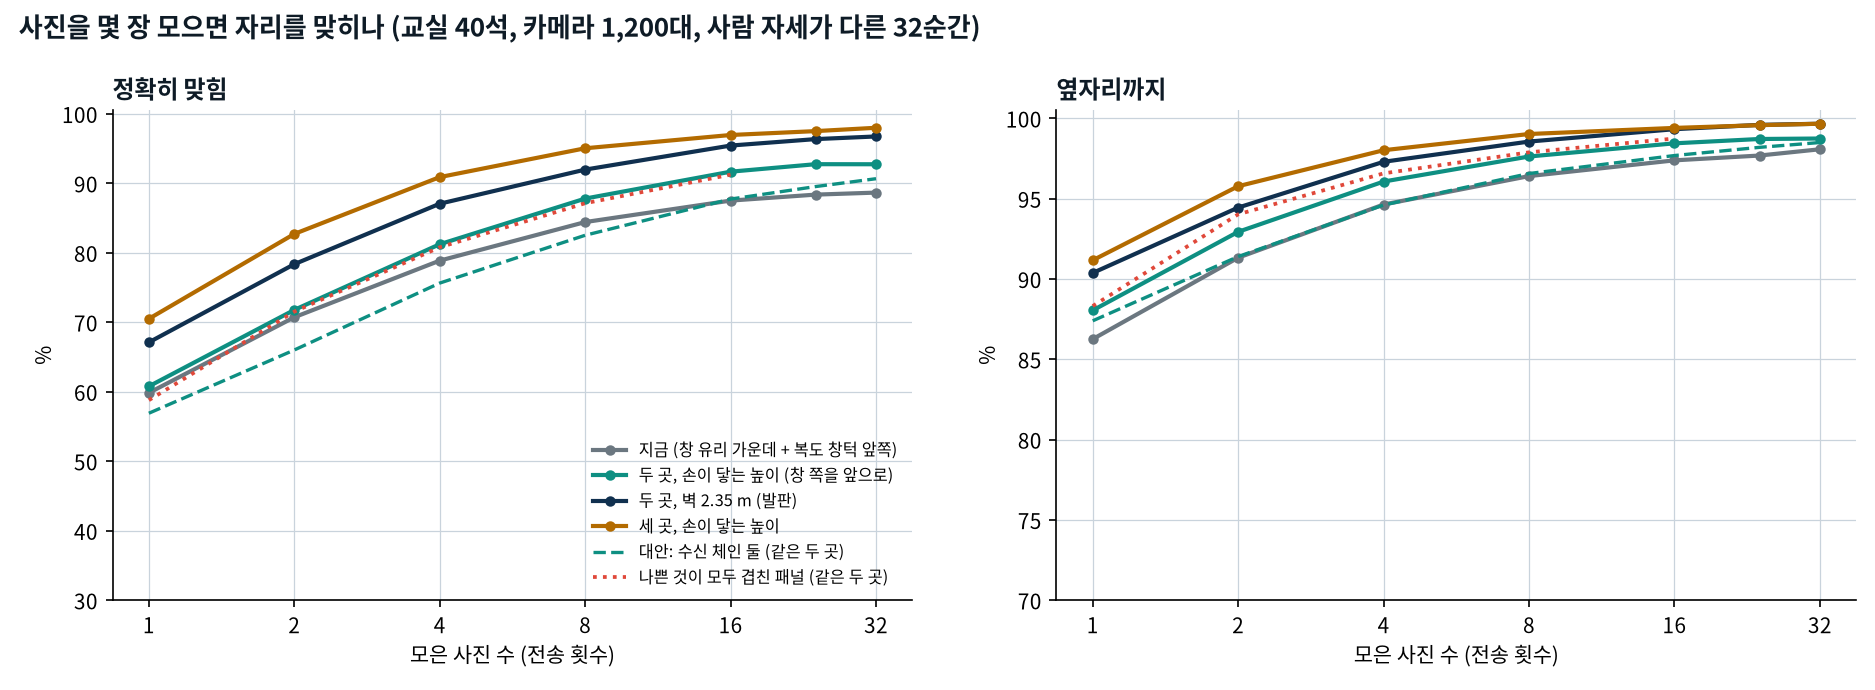 사진을 몇 장 모으면 자리를 맞히나 (교실 40석, 카메라 1,200대, 사람 자세가 다른 32순간)
정확히 맞힘
100
90
80
70
60
50
40
30
%
1 2 4 8 16 32
모은 사진 수 (전송 횟수)
지금 (창 유리 가운데 + 복도 창턱 앞쪽)
두 곳, 손이 닿는 높이 (창 쪽을 앞으로)
두 곳, 벽 2.35 m (발판)
세 곳, 손이 닿는 높이
대안: 수신 체인 둘 (같은 두 곳)
나쁜 것이 모두 겹친 패널 (같은 두 곳)
옆자리까지
100
95
90
85
80
75
70
%
1 2 4 8 16 32
모은 사진 수 (전송 횟수)